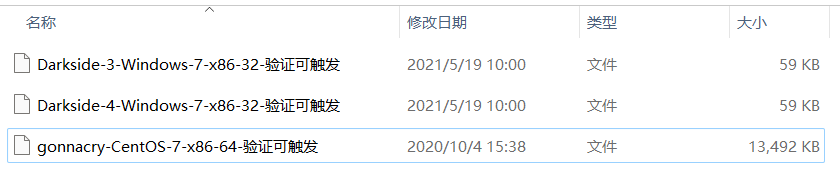 名称 修改日期 类型 大小
Darkside-3-Windows-7-x86-32-验证可触发 2021/5/19 10:00 文件 59 KB
Darkside-4-Windows-7-x86-32-验证可触发 2021/5/19 10:00 文件 59 KB
gonnacry-CentOS-7-x86-64-验证可触发 2020/10/4 15:38 文件 13,492 KB